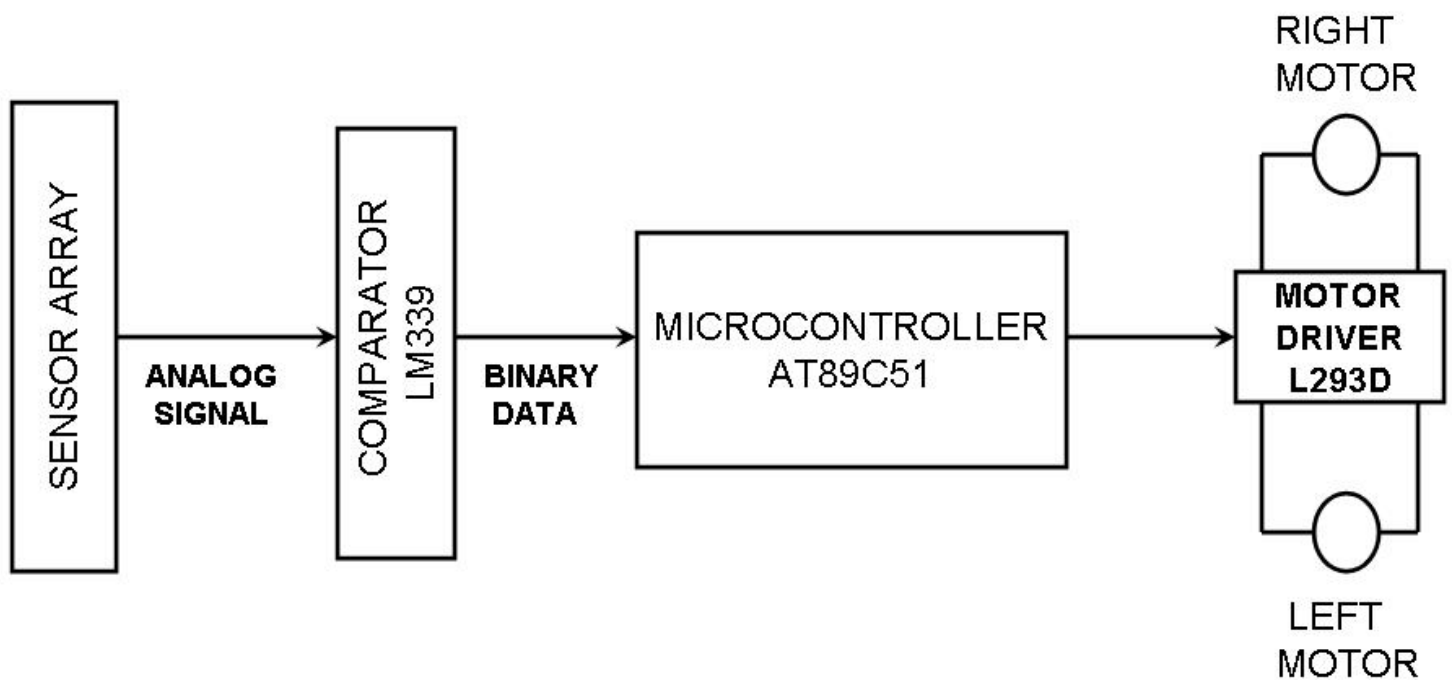 SENSOR ARRAY
ANALOG
SIGNAL
COMPARATOR
LM339
BINARY
DATA
MICROCONTROLLER
AT89C51
RIGHT
MOTOR
MOTOR
DRIVER
L293D
LEFT
MOTOR